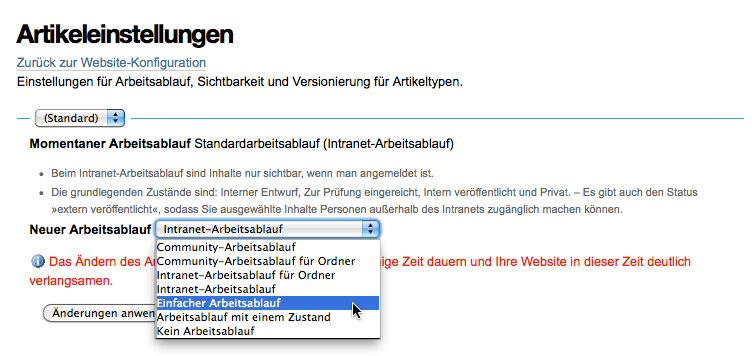 Artikeleinstellungen
Zurück zur Website-Konfiguration
Einstellungen für Arbeitsablauf, Sichtbarkeit und Versionierung für Artikeltypen.
(Standard)
Momentaner Arbeitsablauf Standardarbeitsablauf (Intranet-Arbeitsablauf)
Beim Intranet-Arbeitsablauf sind Inhalte nur sichtbar, wenn man angemeldet ist.
Die grundlegenden Zustände sind: Interner Entwurf, Zur Prüfung eingereicht, Intern veröffentlicht und Privat. – Es gibt auch den Status
»extern veröffentlicht«, sodass Sie ausgewählte Inhalte Personen außerhalb des Intranets zugänglich machen können.
Neuer Arbeitsablauf Intranet-Arbeitsablauf
Community-Arbeitsablauf
Community-Arbeitsablauf für Ordner
Intranet-Arbeitsablauf für Ordner
Intranet-Arbeitsablauf
Einfacher Arbeitsablauf
Arbeitsablauf mit einem Zustand
Kein Arbeitsablauf
Das Ändern des Zeit dauern und Ihre Website in dieser Zeit deutlich
verlangsamen.
Änderungen